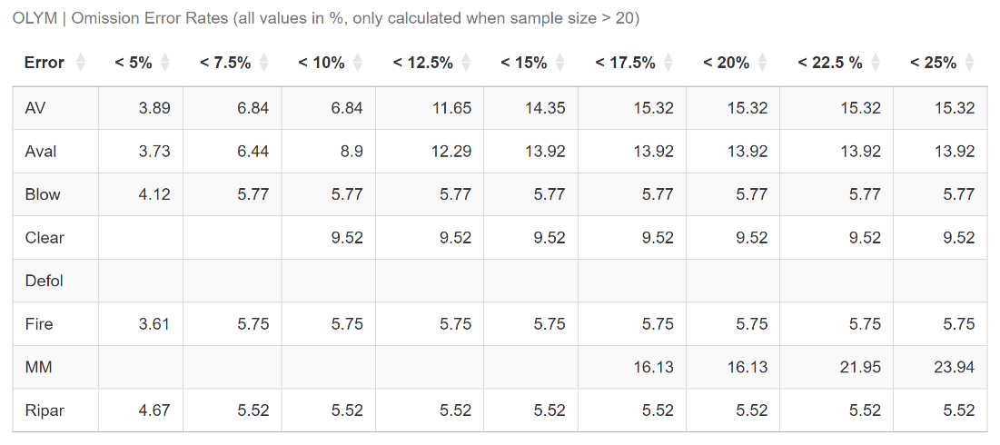 OLYM | Omission Error Rates (all values in %, only calculated when sample size > 20)
Error < 5% < 7.5% < 10% < 12.5% < 15% < 17.5% < 20% < 22.5 % < 25%
AV 3.89 6.84 6.84 11.65 14.35 15.32 15.32 15.32 15.32
Aval 3.73 6.44 8.9 12.29 13.92 13.92 13.92 13.92 13.92
Blow 4.12 5.77 5.77 5.77 5.77 5.77 5.77 5.77 5.77
Clear 9.52 9.52 9.52 9.52 9.52 9.52 9.52
Defol
Fire 3.61 5.75 5.75 5.75 5.75 5.75 5.75 5.75 5.75
MM 16.13 16.13 21.95 23.94
Ripar 4.67 5.52 5.52 5.52 5.52 5.52 5.52 5.52 5.52